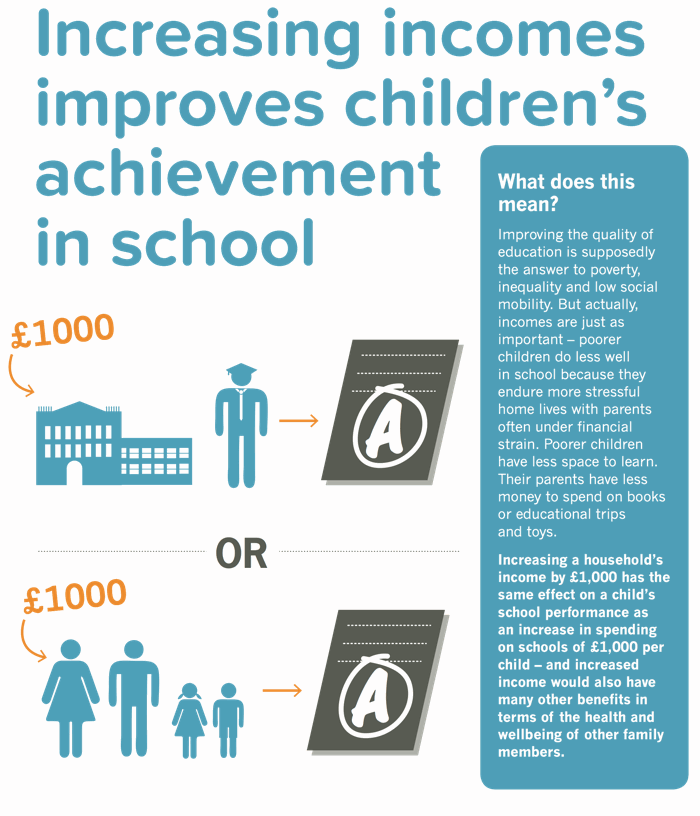 Increasing incomes
improves children’s
achievement
in school
£1000
A
OR
£1000
A
What does this
mean?
Improving the quality of
education is supposedly
the answer to poverty,
inequality and low social
mobility. But actually,
incomes are just as
important – poorer
children do less well
in school because they
endure more stressful
home lives with parents
often under financial
strain. Poorer children
have less space to learn.
Their parents have less
money to spend on books
or educational trips
and toys.
Increasing a household’s
income by £1,000 has the
same effect on a child’s
school performance as
an increase in spending
on schools of £1,000 per
child – and increased
income would also have
many other benefits in
terms of the health and
wellbeing of other family
members.